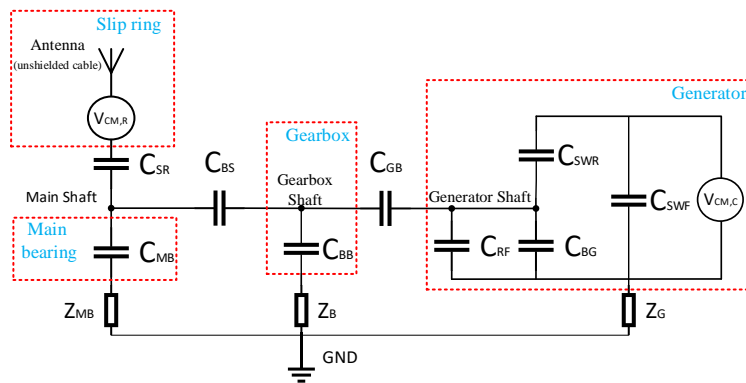 Slip ring
Antenna
(unshielded cable)
VCM,R
Generator
CSR
CBS
Gearbox
CGB
CSWR
Main Shaft
Gearbox
Shaft
Generator Shaft
CSWF
VCM,C
Main
bearing
CMB
CBB
CRF
CBG
ZMB
ZB
ZG
GND